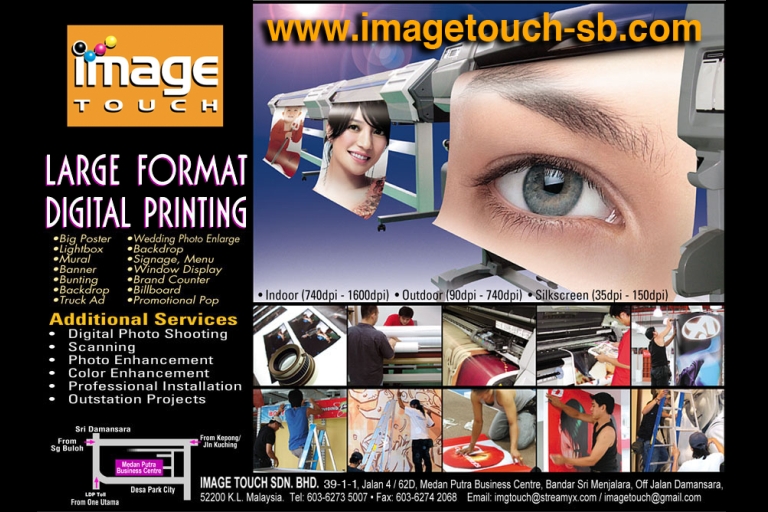 www.imagetouch-sb.com
image
TOUCH
LARGE FORMAT
DIGITAL PRINTING
•Big Poster •Wedding Photo Enlarge
•Lightbox •Backdrop
•Mural •Signage, Menu
•Banner •Window Display
•Bunting •Brand Counter
•Backdrop •Billboard
•Truck Ad •Promotional Pop
• Indoor (740dpi - 1600dpi) • Outdoor (90dpi - 740dpi) • Silkscreen (35dpi - 150dpi)
Additional Services
• Digital Photo Shooting
• Scanning
• Photo Enhancement
• Color Enhancement
• Professional Installation
• Outstation Projects
Sri Damansara
From
Sg Buloh
From Kepong/
Jln Kuching
Medan Putra
Business Centre
LDP Toll
Desa Park City
From One Utama
IMAGE TOUCH SDN. BHD. 39-1-1, Jalan 4 / 62D, Medan Putra Business Centre, Bandar Sri Menjalara, Off Jalan Damansara,
52200 K.L. Malaysia. Tel: 603-6273 5007 • Fax: 603-6274 2068 Email: imgtouch@streamyx.com / imagetouch@gmail.com